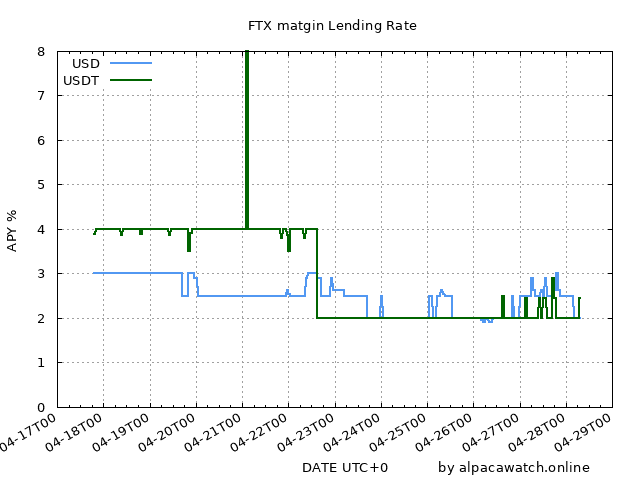 FTX matgin Lending Rate
USD
USDT
8
7
6
5
4
3
2
1
0
APY %
04-17T00
04-18T00
04-19T00
04-20T00
04-21T00
04-22T00
04-23T00
04-24T00
04-25T00
04-26T00
04-27T00
04-28T00
04-29T00
DATE UTC+0
by alpacawatch.online